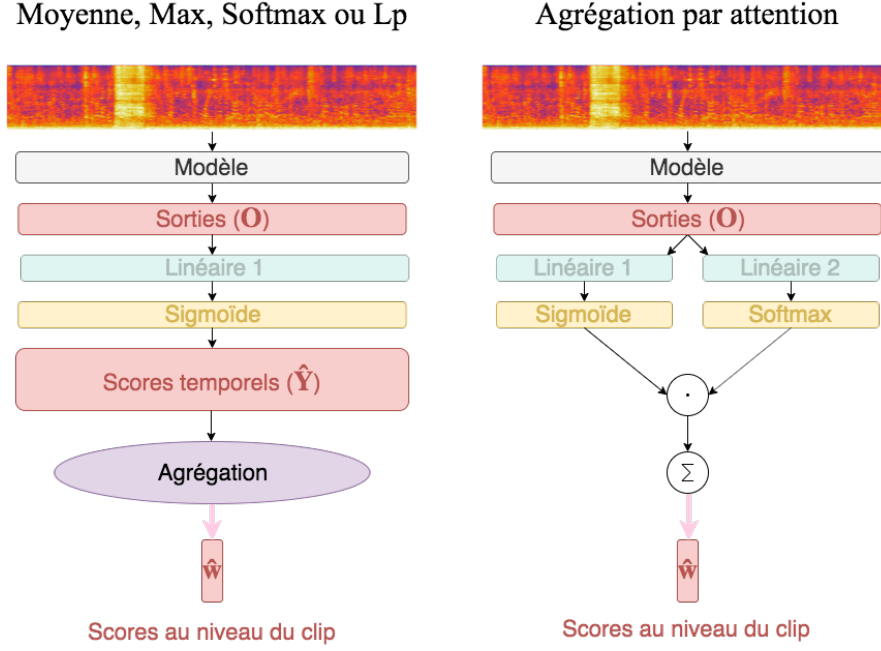 Moyenne, Max, Softmax ou Lp
Modèle
Sorties (O)
Linéaire 1
Sigmoïde
Scores temporels (Ŷ)
Agrégation
ŵ
Scores au niveau du clip
Agrégation par attention
Modèle
Sorties (O)
Linéaire 1
Linéaire 2
Sigmoïde
Softmax
·
Σ
ŵ
Scores au niveau du clip